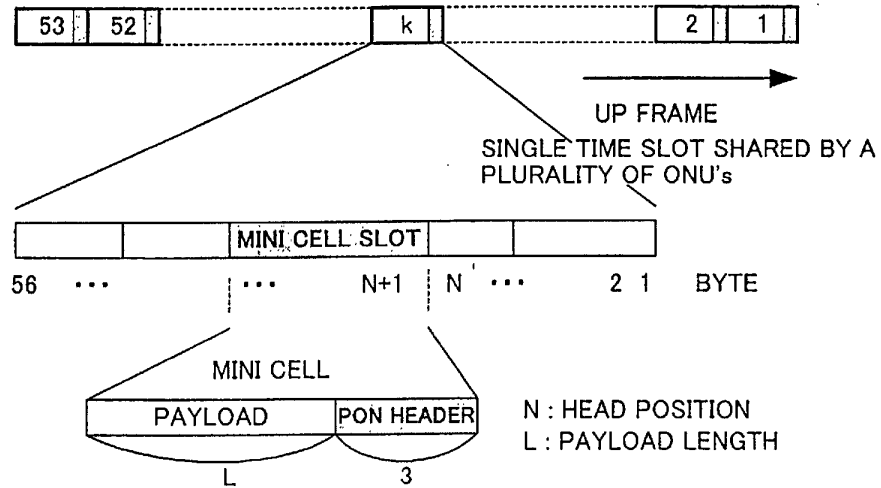 53 52 k 2 1
UP FRAME
SINGLE TIME SLOT SHARED BY A
PLURALITY OF ONU's
MINI CELL SLOT
56 ··· ··· N+1 N ··· 2 1 BYTE
MINI CELL
PAYLOAD PON HEADER
L 3
N : HEAD POSITION
L : PAYLOAD LENGTH